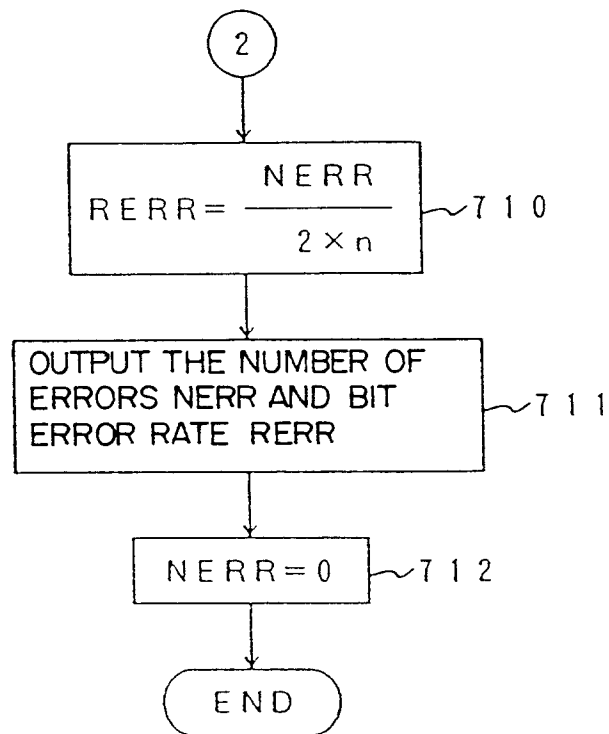 2
RERR = NERR / 2 × n
710
OUTPUT THE NUMBER OF
ERRORS NERR AND BIT
ERROR RATE RERR
711
NERR = 0
712
END